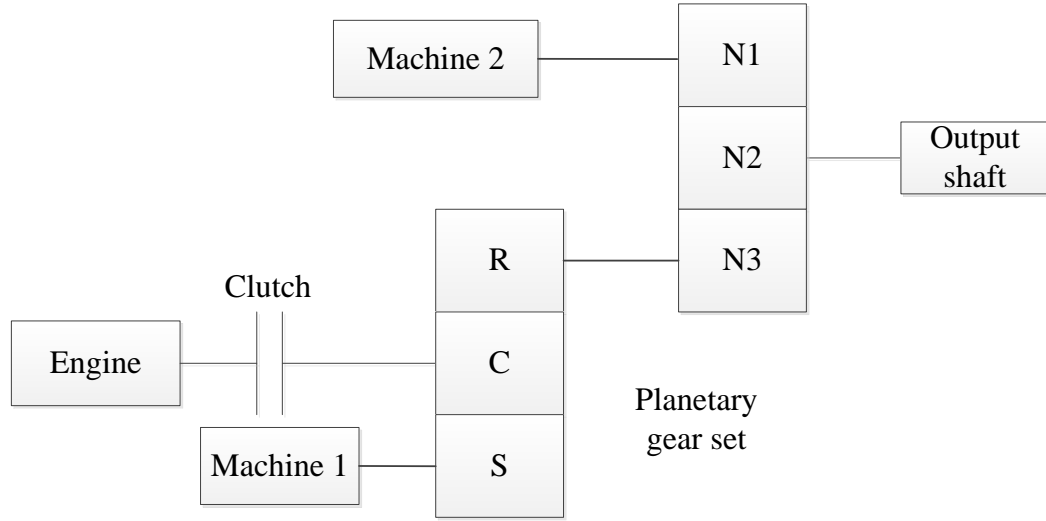 Machine 2
N1
N2
Output
shaft
R
N3
Clutch
Engine
C
Planetary
gear set
Machine 1
S